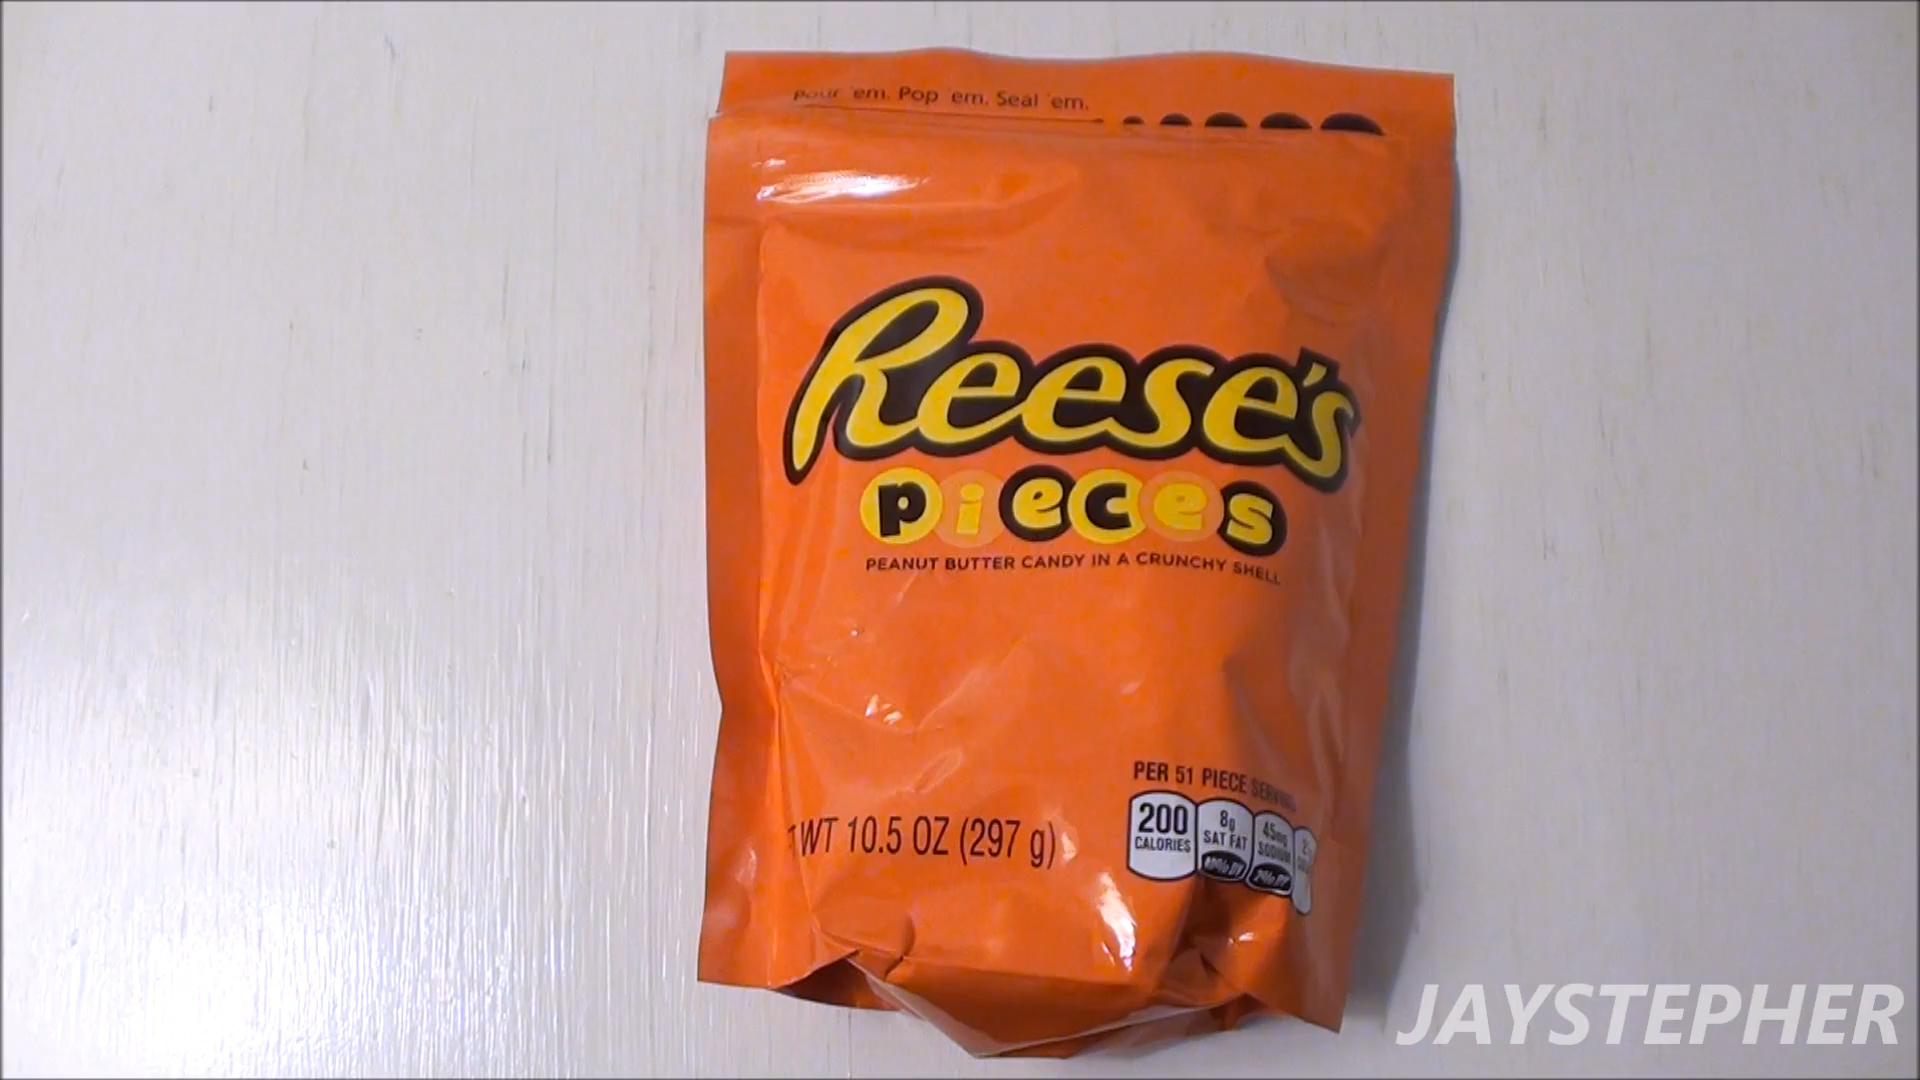 Pour 'em. Pop 'em. Seal 'em.
Reese's
pieces
PEANUT BUTTER CANDY IN A CRUNCHY SHELL
PER 51 PIECE SERVING
200 CALORIES
8g SAT FAT
45mg SODIUM
WT 10.5 OZ (297 g)
JAYSTEPHER